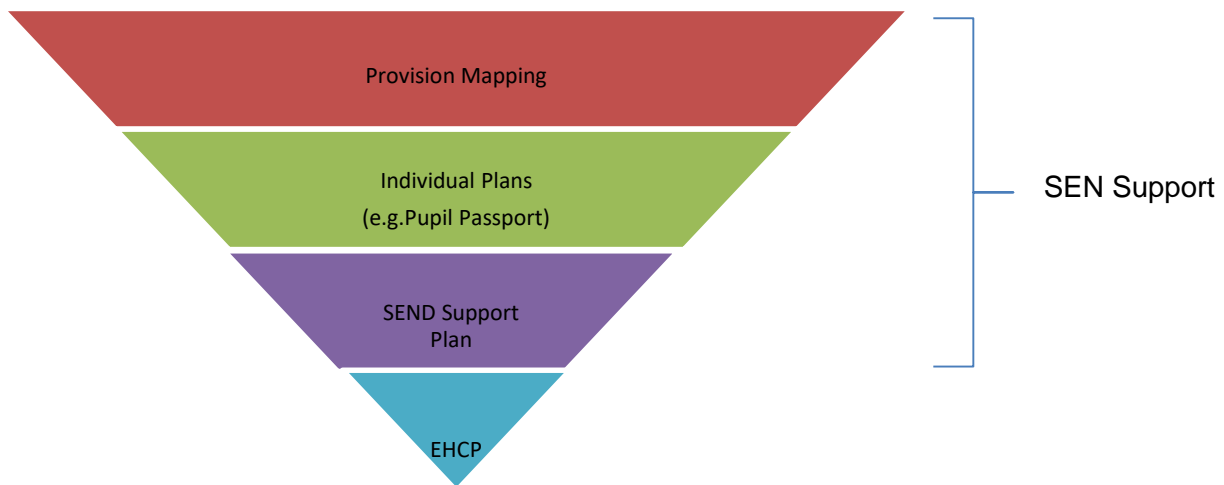 Provision Mapping
Individual Plans
(e.g.Pupil Passport)
SEN Support
SEND Support
Plan
EHCP